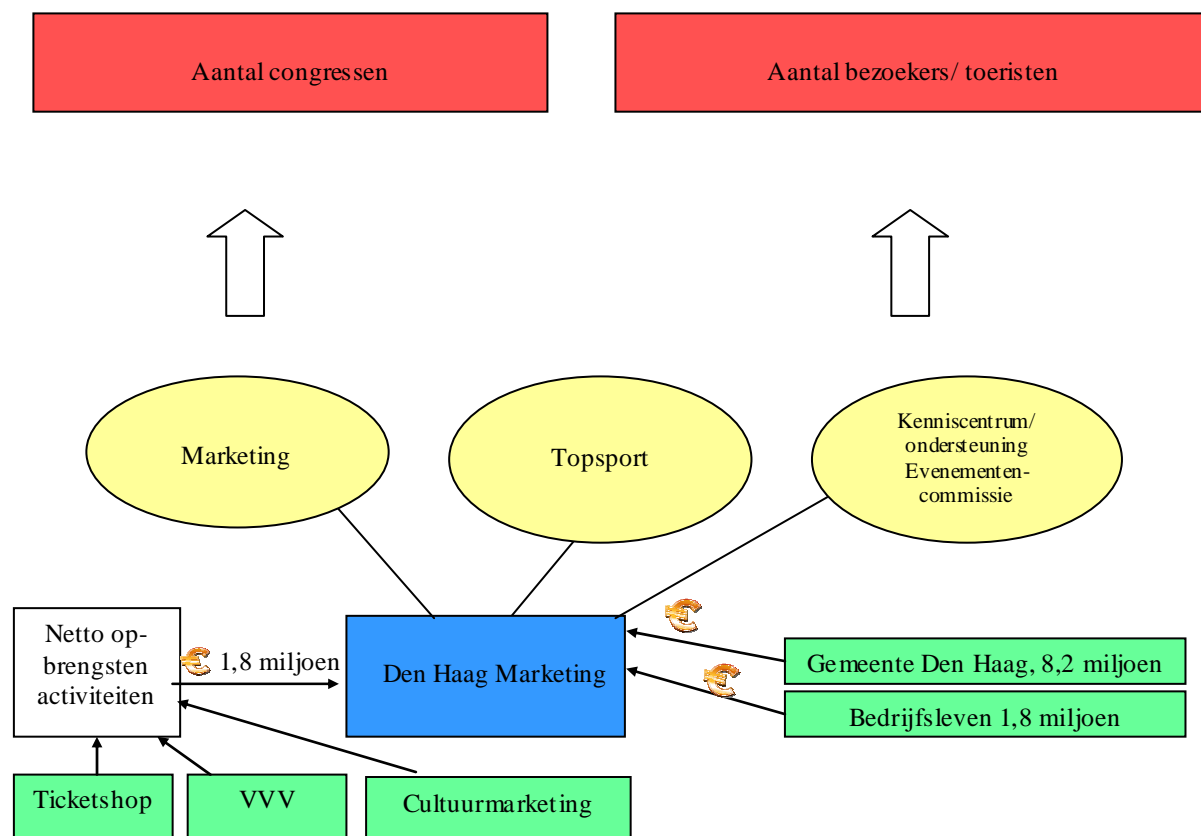 Aantal congressen
Aantal bezoekers/ toeristen
Marketing
Topsport
Kenniscentrum/
ondersteuning
Evenementen-
commissie
Netto op-
brengsten
activiteiten
€ 1,8 miljoen
Den Haag Marketing
€
€
Gemeente Den Haag, 8,2 miljoen
Bedrijfsleven 1,8 miljoen
Ticketshop
VVV
Cultuurmarketing